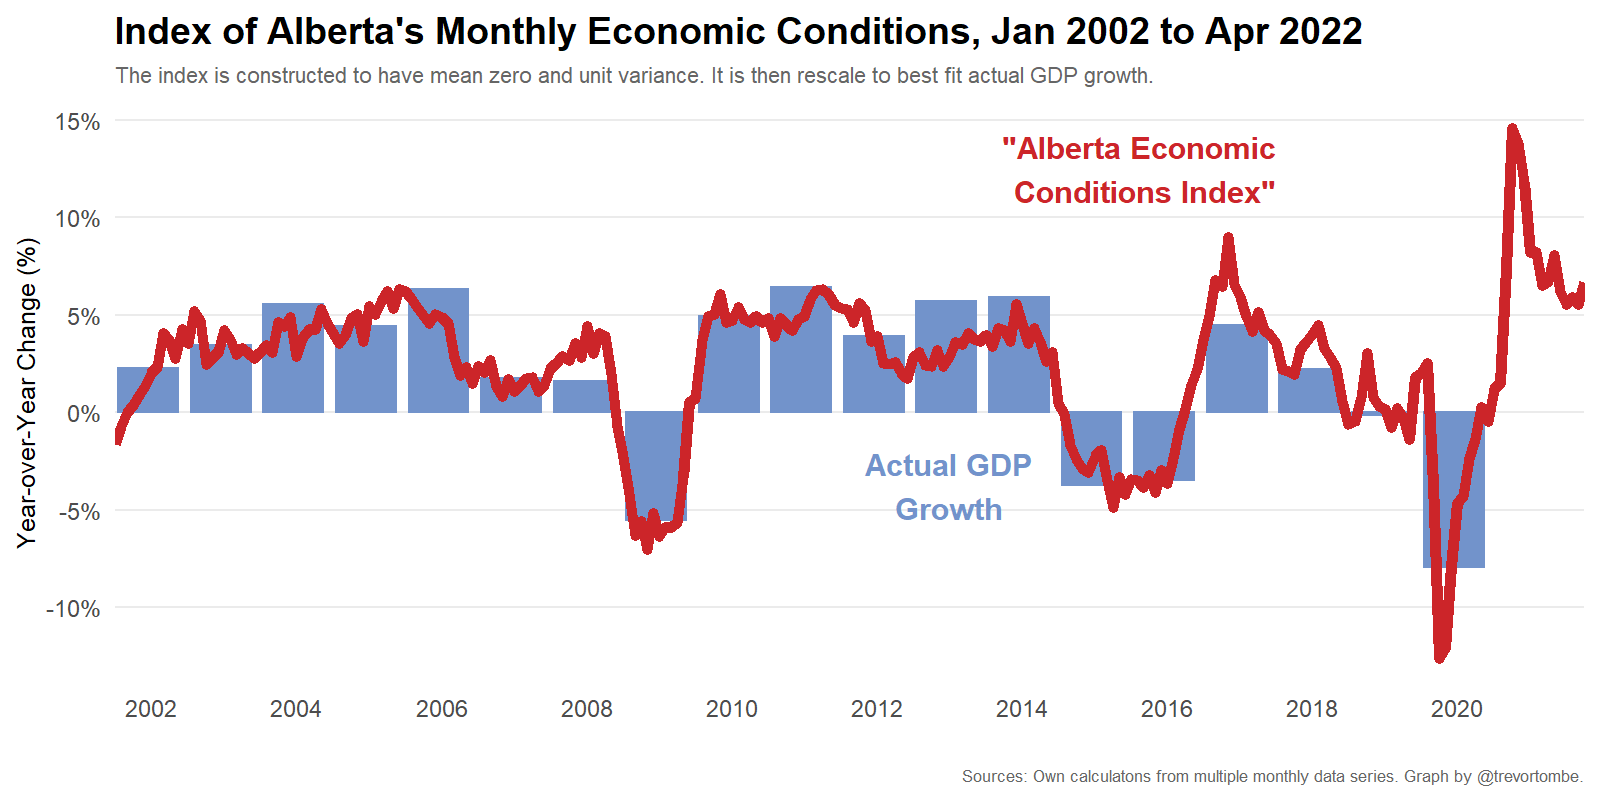 Index of Alberta's Monthly Economic Conditions, Jan 2002 to Apr 2022
The index is constructed to have mean zero and unit variance. It is then rescale to best fit actual GDP growth.
15%
10%
5%
0%
-5%
-10%
Year-over-Year Change (%)
"Alberta Economic
Conditions Index"
Actual GDP
Growth
2002
2004
2006
2008
2010
2012
2014
2016
2018
2020
Sources: Own calculatons from multiple monthly data series. Graph by @trevortombe.